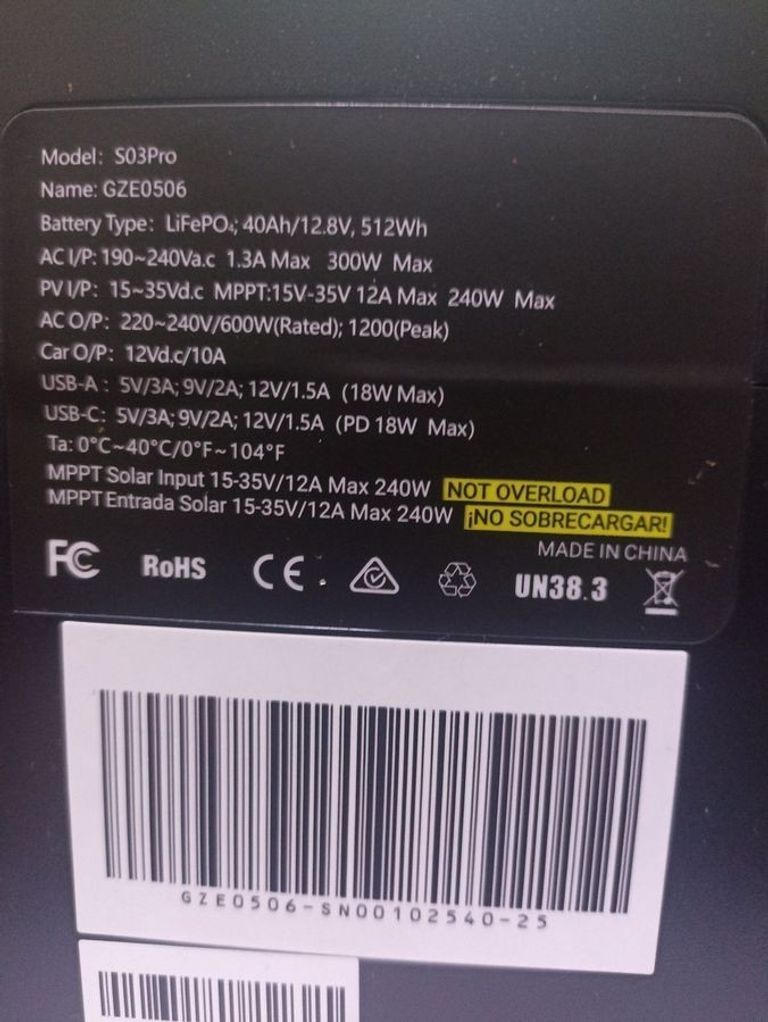 Model: S03Pro
Name: GZE0506
Battery Type: LiFePO₄; 40Ah/12.8V, 512Wh
AC I/P: 190~240Va.c 1.3A Max 300W Max
PV I/P: 15~35Vd.c MPPT:15V-35V 12A Max 240W Max
AC O/P: 220~240V/600W(Rated); 1200(Peak)
Car O/P: 12Vd.c/10A
USB-A : 5V/3A; 9V/2A; 12V/1.5A (18W Max)
USB-C: 5V/3A; 9V/2A; 12V/1.5A (PD 18W Max)
Ta: 0°C~40°C/0°F~104°F
MPPT Solar Input 15-35V/12A Max 240W NOT OVERLOAD
MPPT Entrada Solar 15-35V/12A Max 240W ¡NO SOBRECARGAR!
MADE IN CHINA
FC RoHS CE UN38.3
GZE0506-SN00102540-25